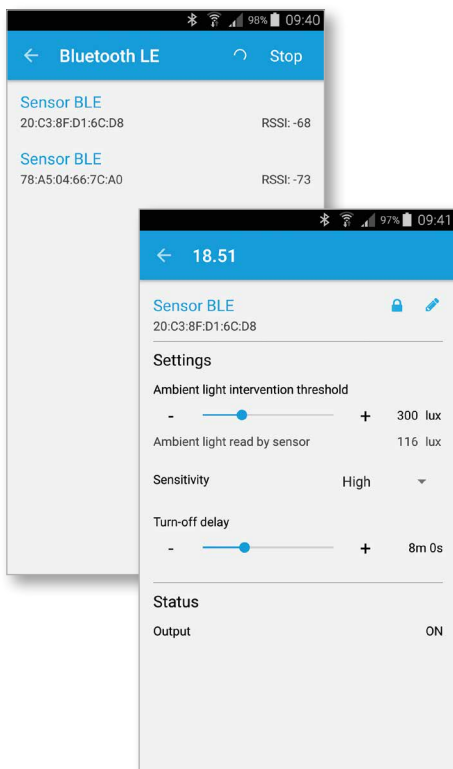 98% 09:40
Bluetooth LE Stop
Sensor BLE
20:C3:8F:D1:6C:D8 RSSI: -68
Sensor BLE
78:A5:04:66:7C:A0 RSSI: -73
97% 09:41
18.51
Sensor BLE
20:C3:8F:D1:6C:D8
Settings
Ambient light intervention threshold
- + 300 lux
Ambient light read by sensor 116 lux
Sensitivity High
Turn-off delay
- + 8m 0s
Status
Output ON